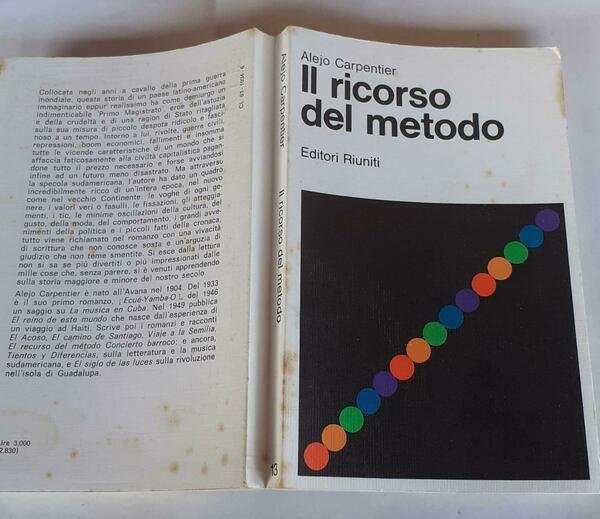 Collocata negli anni a cavallo della prima guerra
mondiale, questa storia di un paese latino-americano
immaginario eppur realissimo ha come demiurgo un
indimenticabile 'Primo Magistrato', eroe dell'astuzia
e della crudeltà e di una ragion di Stato ritagliata
sulla sua misura di piccolo despota ridicolo e fasci-
noso a un tempo. Intorno a lui, rivolte, guerre civili,
repressioni, boom economici, fallimenti e insomma
tutte le vicende caratteristiche di un mondo che si
affaccia faticosamente alla civiltà capitalistica pagan-
done tutto il prezzo necessario e forse avviandosi
infine ad un futuro meno disastrato. Ma attraverso
la specola sudamericana, l'autore ha dato un quadro
incredibilmente ricco di un'intera epoca, nel nuovo
come nel vecchio Continente: le voghe di ogni ge-
nere, i valori veri o fasulli, le fissazioni, gli atteggia-
menti, i tic, le minime oscillazioni della cultura, del
gusto, della moda, del comportamento, i grandi avve-
nimenti della politica e i piccoli fatti della cronaca,
tutto viene richiamato nel romanzo con una vivacità
di scrittura che non conosce soste e un'arguzia di
giudizio che non teme smentite. Si esce dalla lettura
non si sa se più divertiti o più impressionati dalle
mille cose che, senza parere, si è venuti apprendendo
sulla storia maggiore e minore del nostro secolo.
Alejo Carpentier è nato all'Avana nel 1904. Del 1933
è il suo primo romanzo, ¡Ecué-Yamba-O!, del 1946
un saggio su La musica en Cuba. Nel 1949 pubblica
El reino de este mundo che nasce dall'esperienza di
un viaggio ad Haiti. Scrive poi i romanzi e racconti
El Acoso, El camino de Santiago, Viaje a la Semilla,
El recurso del método Concierto barroco; e ancora,
Tientos y Diferencias, sulla letteratura e la musica
sudamericana, e El siglo de las luces sulla rivoluzione
nell'isola di Guadalupa.
ire 3.000
2.830)
CL 63-1034-6
Alejo Carpentier
Il ricorso del metodo
13
Alejo Carpentier
Il ricorso
del metodo
Editori Riuniti